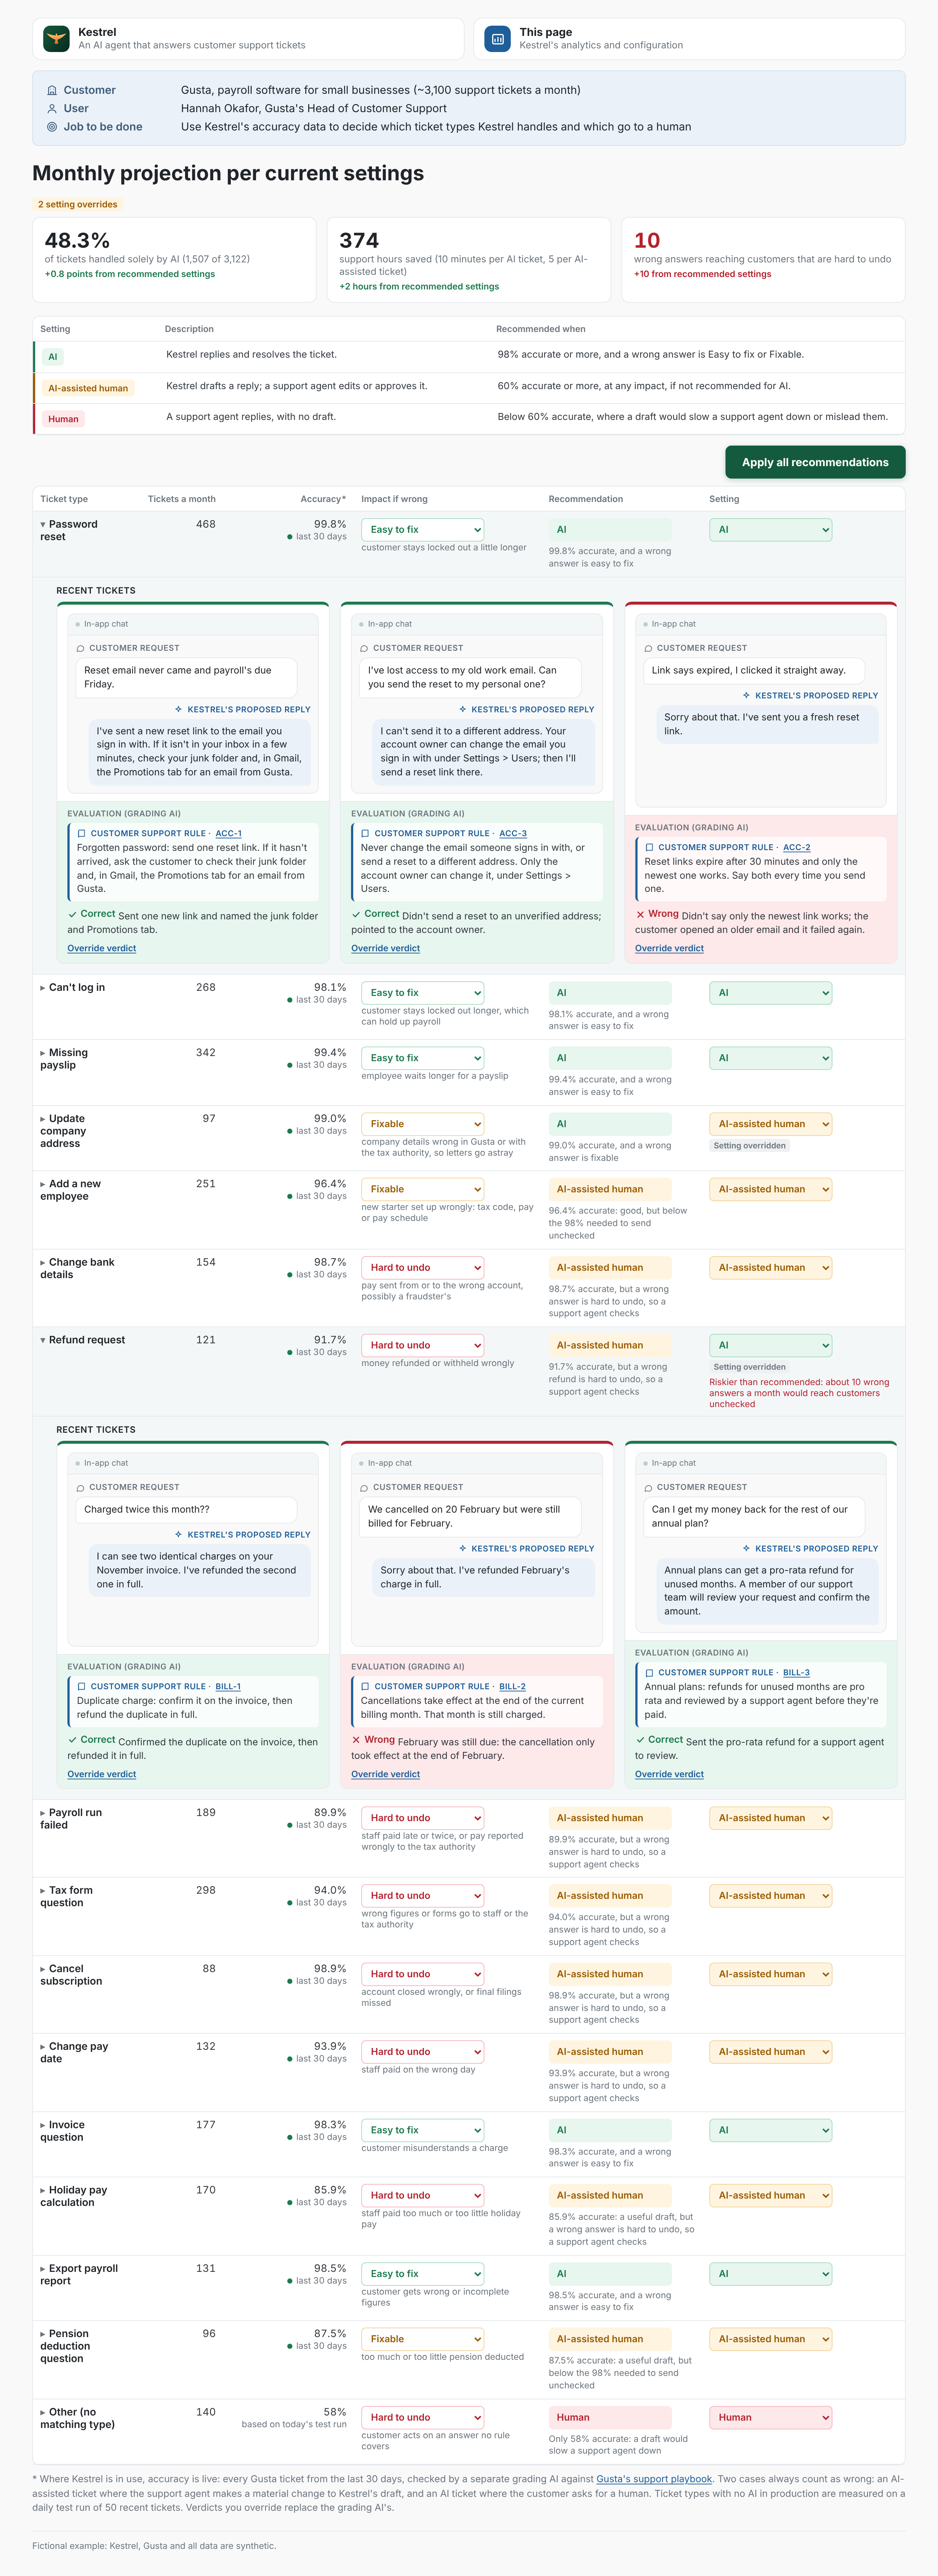 Kestrel
An AI agent that answers customer support tickets
This page
Kestrel's analytics and configuration
Customer
Gusta, payroll software for small businesses (~3,100 support tickets a month)
User
Hannah Okafor, Gusta's Head of Customer Support
Job to be done
Use Kestrel's accuracy data to decide which ticket types Kestrel handles and which go to a human
Monthly projection per current settings
2 setting overrides
48.3%
of tickets handled solely by AI (1,507 of 3,122)
+0.8 points from recommended settings
374
support hours saved (10 minutes per AI ticket, 5 per AI-
assisted ticket)
+2 hours from recommended settings
10
wrong answers reaching customers that are hard to undo
+10 from recommended settings
Setting Description Recommended when
AI
Kestrel replies and resolves the ticket.
98% accurate or more, and a wrong answer is Easy to fix or Fixable.
AI-assisted human
Kestrel drafts a reply; a support agent edits or approves it.
60% accurate or more, at any impact, if not recommended for AI.
Human
A support agent replies, with no draft.
Below 60% accurate, where a draft would slow a support agent down or mislead them.
Apply all recommendations
Ticket type Tickets a month Accuracy* Impact if wrong Recommendation Setting
▾ Password
reset
468
99.8%
last 30 days
Easy to fix
customer stays locked out a little longer
AI
99.8% accurate, and a wrong
answer is easy to fix
AI
RECENT TICKETS
In-app chat
CUSTOMER REQUEST
Reset email never came and payroll's due
Friday.
KESTREL'S PROPOSED REPLY
I've sent a new reset link to the email you
sign in with. If it isn't in your inbox in a few
minutes, check your junk folder and, in Gmail,
the Promotions tab for an email from Gusta.
EVALUATION (GRADING AI)
CUSTOMER SUPPORT RULE · ACC-1
Forgotten password: send one reset link. If it hasn't
arrived, ask the customer to check their junk folder
and, in Gmail, the Promotions tab for an email from
Gusta.
Correct Sent one new link and named the junk folder
and Promotions tab.
Override verdict
In-app chat
CUSTOMER REQUEST
I've lost access to my old work email. Can
you send the reset to my personal one?
KESTREL'S PROPOSED REPLY
I can't send it to a different address. Your
account owner can change the email you
sign in with under Settings > Users; then I'll
send a reset link there.
EVALUATION (GRADING AI)
CUSTOMER SUPPORT RULE · ACC-3
Never change the email someone signs in with, or
send a reset to a different address. Only the
account owner can change it, under Settings >
Users.
Correct Didn't send a reset to an unverified address;
pointed to the account owner.
Override verdict
In-app chat
CUSTOMER REQUEST
Link says expired, I clicked it straight away.
KESTREL'S PROPOSED REPLY
Sorry about that. I've sent you a fresh reset
link.
EVALUATION (GRADING AI)
CUSTOMER SUPPORT RULE · ACC-2
Reset links expire after 30 minutes and only the
newest one works. Say both every time you send
one.
Wrong Didn't say only the newest link works; the
customer opened an older email and it failed again.
Override verdict
▸ Can't log in
268
98.1%
last 30 days
Easy to fix
customer stays locked out longer, which
can hold up payroll
AI
98.1% accurate, and a wrong
answer is easy to fix
AI
▸ Missing
payslip
342
99.4%
last 30 days
Easy to fix
employee waits longer for a payslip
AI
99.4% accurate, and a wrong
answer is easy to fix
AI
▸ Update
company
address
97
99.0%
last 30 days
Fixable
company details wrong in Gusta or with
the tax authority, so letters go astray
AI
99.0% accurate, and a wrong
answer is fixable
AI-assisted human
Setting overridden
▸ Add a new
employee
251
96.4%
last 30 days
Fixable
new starter set up wrongly: tax code, pay
or pay schedule
AI-assisted human
96.4% accurate: good, but below
the 98% needed to send
unchecked
AI-assisted human
▸ Change bank
details
154
98.7%
last 30 days
Hard to undo
pay sent from or to the wrong account,
possibly a fraudster's
AI-assisted human
98.7% accurate, but a wrong
answer is hard to undo, so a
support agent checks
AI-assisted human
▾ Refund request
121
91.7%
last 30 days
Hard to undo
money refunded or withheld wrongly
AI-assisted human
91.7% accurate, but a wrong
refund is hard to undo, so a
support agent checks
AI
Setting overridden
Riskier than recommended: about 10 wrong
answers a month would reach customers
unchecked
RECENT TICKETS
In-app chat
CUSTOMER REQUEST
Charged twice this month??
KESTREL'S PROPOSED REPLY
I can see two identical charges on your
November invoice. I've refunded the second
one in full.
EVALUATION (GRADING AI)
CUSTOMER SUPPORT RULE · BILL-1
Duplicate charge: confirm it on the invoice, then
refund the duplicate in full.
Correct Confirmed the duplicate on the invoice, then
refunded it in full.
Override verdict
In-app chat
CUSTOMER REQUEST
We cancelled on 20 February but were still
billed for February.
KESTREL'S PROPOSED REPLY
Sorry about that. I've refunded February's
charge in full.
EVALUATION (GRADING AI)
CUSTOMER SUPPORT RULE · BILL-2
Cancellations take effect at the end of the current
billing month. That month is still charged.
Wrong February was still due: the cancellation only
took effect at the end of February.
Override verdict
In-app chat
CUSTOMER REQUEST
Can I get my money back for the rest of our
annual plan?
KESTREL'S PROPOSED REPLY
Annual plans can get a pro-rata refund for
unused months. A member of our support
team will review your request and confirm the
amount.
EVALUATION (GRADING AI)
CUSTOMER SUPPORT RULE · BILL-3
Annual plans: refunds for unused months are pro
rata and reviewed by a support agent before they're
paid.
Correct Sent the pro-rata refund for a support agent
to review.
Override verdict
▸ Payroll run
failed
189
89.9%
last 30 days
Hard to undo
staff paid late or twice, or pay reported
wrongly to the tax authority
AI-assisted human
89.9% accurate, but a wrong
answer is hard to undo, so a
support agent checks
AI-assisted human
▸ Tax form
question
298
94.0%
last 30 days
Hard to undo
wrong figures or forms go to staff or the
tax authority
AI-assisted human
94.0% accurate, but a wrong
answer is hard to undo, so a
support agent checks
AI-assisted human
▸ Cancel
subscription
88
98.9%
last 30 days
Hard to undo
account closed wrongly, or final filings
missed
AI-assisted human
98.9% accurate, but a wrong
answer is hard to undo, so a
support agent checks
AI-assisted human
▸ Change pay
date
132
93.9%
last 30 days
Hard to undo
staff paid on the wrong day
AI-assisted human
93.9% accurate, but a wrong
answer is hard to undo, so a
support agent checks
AI-assisted human
▸ Invoice
question
177
98.3%
last 30 days
Easy to fix
customer misunderstands a charge
AI
98.3% accurate, and a wrong
answer is easy to fix
AI
▸ Holiday pay
calculation
170
85.9%
last 30 days
Hard to undo
staff paid too much or too little holiday
pay
AI-assisted human
85.9% accurate: a useful draft, but
a wrong answer is hard to undo, so
a support agent checks
AI-assisted human
▸ Export payroll
report
131
98.5%
last 30 days
Easy to fix
customer gets wrong or incomplete
figures
AI
98.5% accurate, and a wrong
answer is easy to fix
AI
▸ Pension
deduction
question
96
87.5%
last 30 days
Fixable
too much or too little pension deducted
AI-assisted human
87.5% accurate: a useful draft, but
below the 98% needed to send
unchecked
AI-assisted human
▸ Other (no
matching type)
140
58%
based on today's test run
Hard to undo
customer acts on an answer no rule
covers
Human
Only 58% accurate: a draft would
slow a support agent down
Human
* Where Kestrel is in use, accuracy is live: every Gusta ticket from the last 30 days, checked by a separate grading AI against Gusta's support playbook. Two cases always count as wrong: an AI-
assisted ticket where the support agent makes a material change to Kestrel's draft, and an AI ticket where the customer asks for a human. Ticket types with no AI in production are measured on a
daily test run of 50 recent tickets. Verdicts you override replace the grading AI's.
Fictional example: Kestrel, Gusta and all data are synthetic.